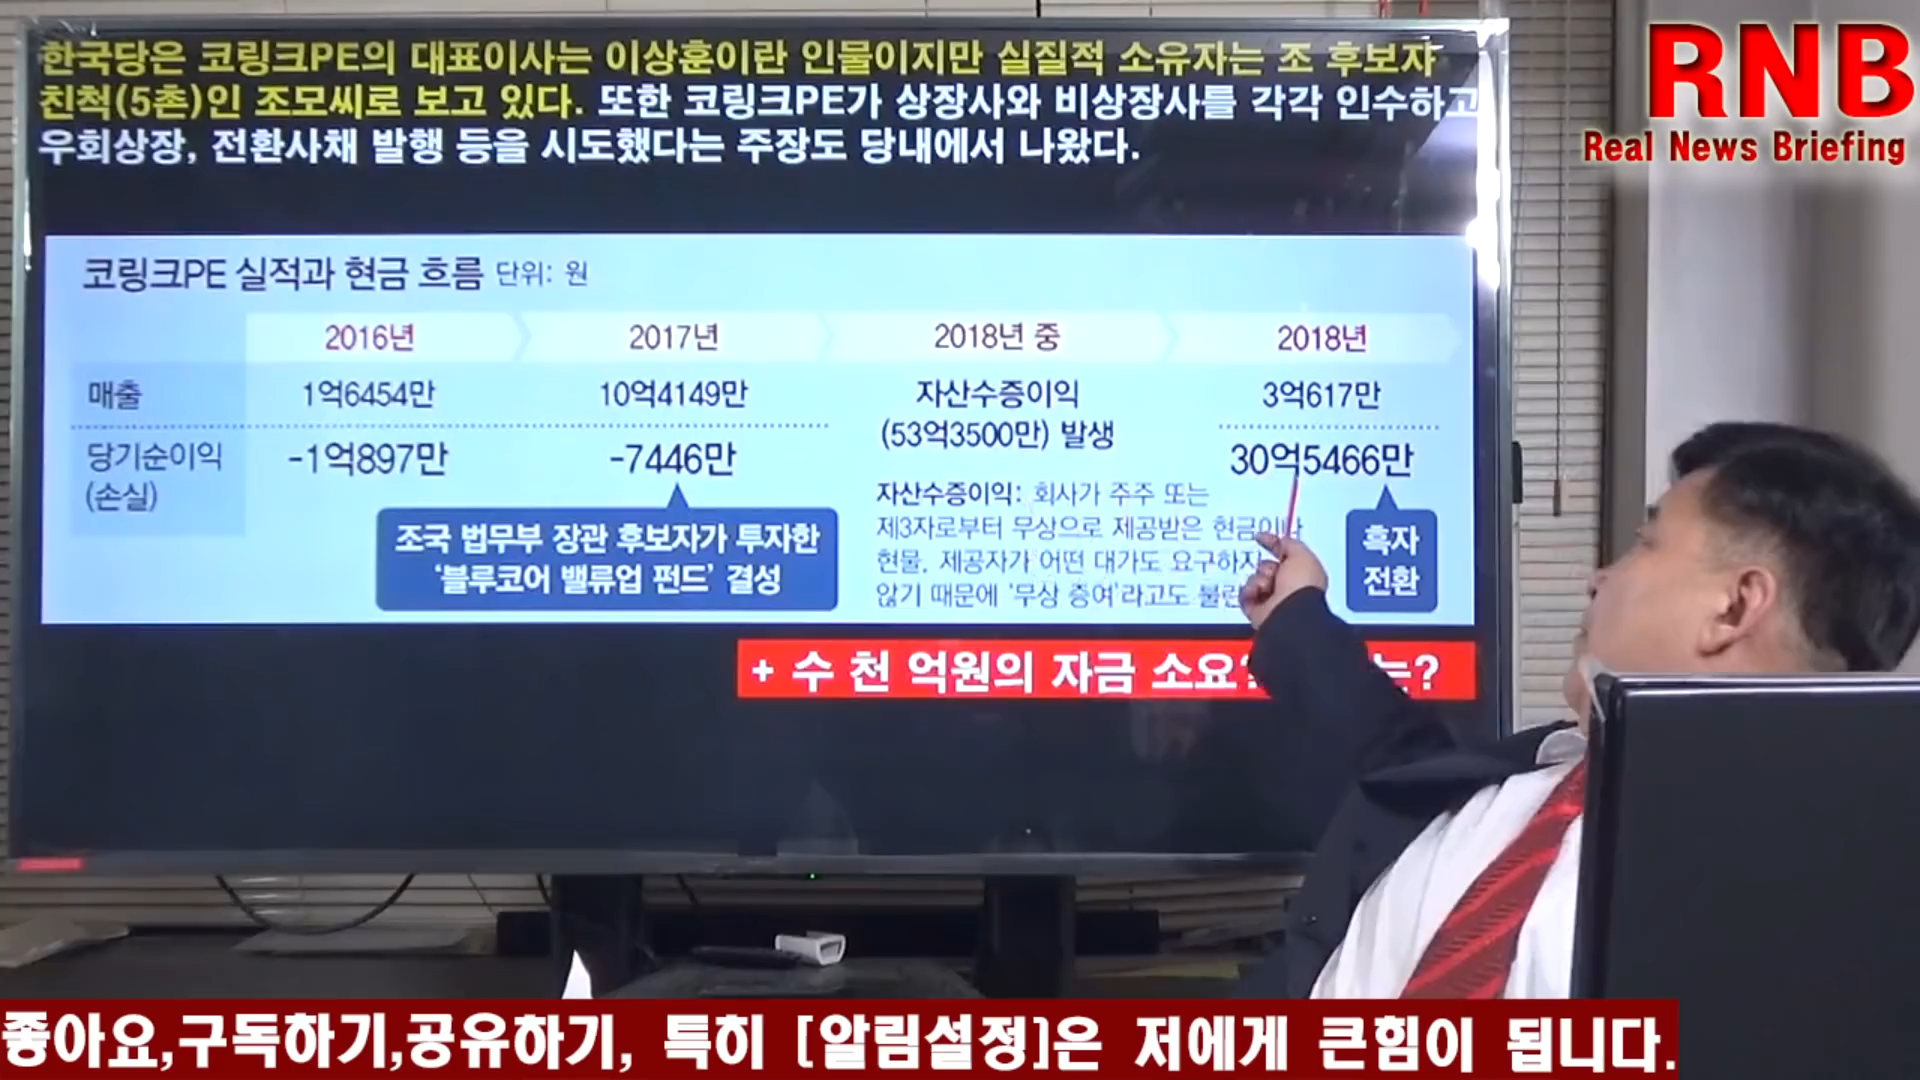 한국당은 코링크PE의 대표이사는 이상훈이란 인물이지만 실질적 소유자는 조 후보자
친척(5촌)인 조모씨로 보고 있다. 또한 코링크PE가 상장사와 비상장사를 각각 인수하고
우회상장, 전환사채 발행 등을 시도했다는 주장도 당내에서 나왔다.
RNB
Real News Briefing
코링크PE 실적과 현금 흐름 단위: 원
2016년 2017년 2018년 중 2018년
매출 1억6454만 10억4149만 자산수증이익 3억617만
(53억3500만) 발생
당기순이익 -1억897만 -7446만 30억5466만
(손실)
자산수증이익: 회사가 주주 또는
제3자로부터 무상으로 제공받은 현금이나
현물. 제공자가 어떤 대가도 요구하지
않기 때문에 '무상 증여'라고도 불린
조국 법무부 장관 후보자가 투자한
'블루코어 밸류업 펀드' 결성
흑자
전환
+ 수 천 억원의 자금 소요? 는?
좋아요,구독하기,공유하기, 특히 [알림설정]은 저에게 큰힘이 됩니다.